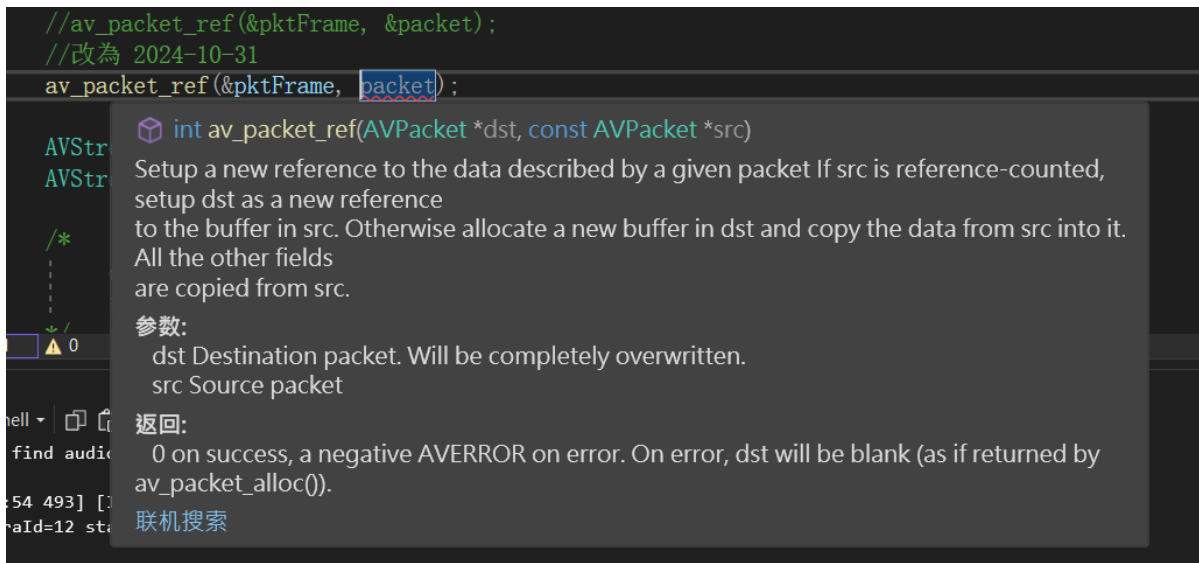 //av_packet_ref(&pktFrame, &packet);
//改為 2024-10-31
av_packet_ref(&pktFrame, packet);
int av_packet_ref(AVPacket *dst, const AVPacket *src)
AVStr
Setup a new reference to the data described by a given packet If src is reference-counted,
AVStr
setup dst as a new reference
to the buffer in src. Otherwise allocate a new buffer in dst and copy the data from src into it.
/*
All the other fields
are copied from src.
参数:
*/
0
dst Destination packet. Will be completely overwritten.
src Source packet
返回:
find audio
0 on success, a negative AVERROR on error. On error, dst will be blank (as if returned by
av_packet_alloc()).
:54 493] [
aId=12 sta
联机搜索